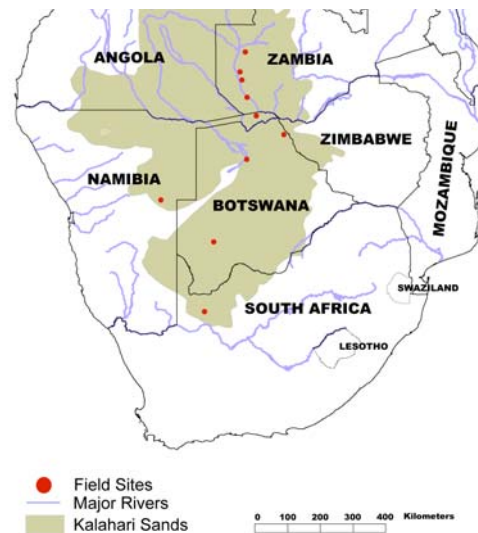 ANGOLA
ZAMBIA
ZIMBABWE
MOZAMBIQUE
NAMIBIA
BOTSWANA
SWAZILAND
SOUTH AFRICA
LESOTHO
Field Sites
Major Rivers
Kalahari Sands
0 100 200 300 400 Kilometers